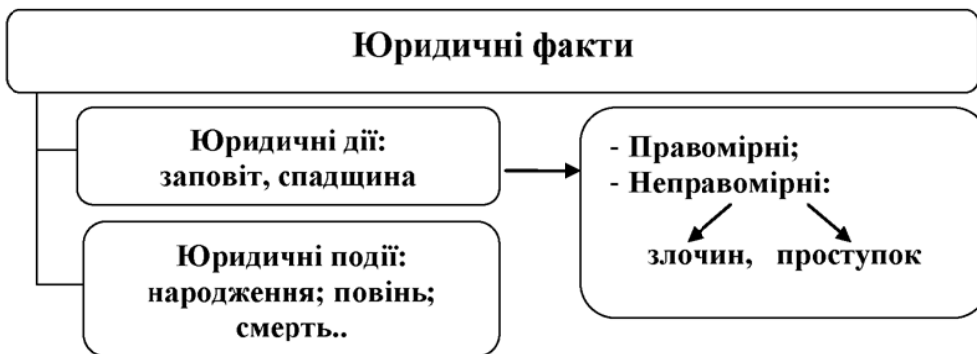 Юридичні факти
Юридичні дії:
заповіт, спадщина
- Правомірні;
- Неправомірні:
злочин, проступок
Юридичні події:
народження; повінь;
смерть..